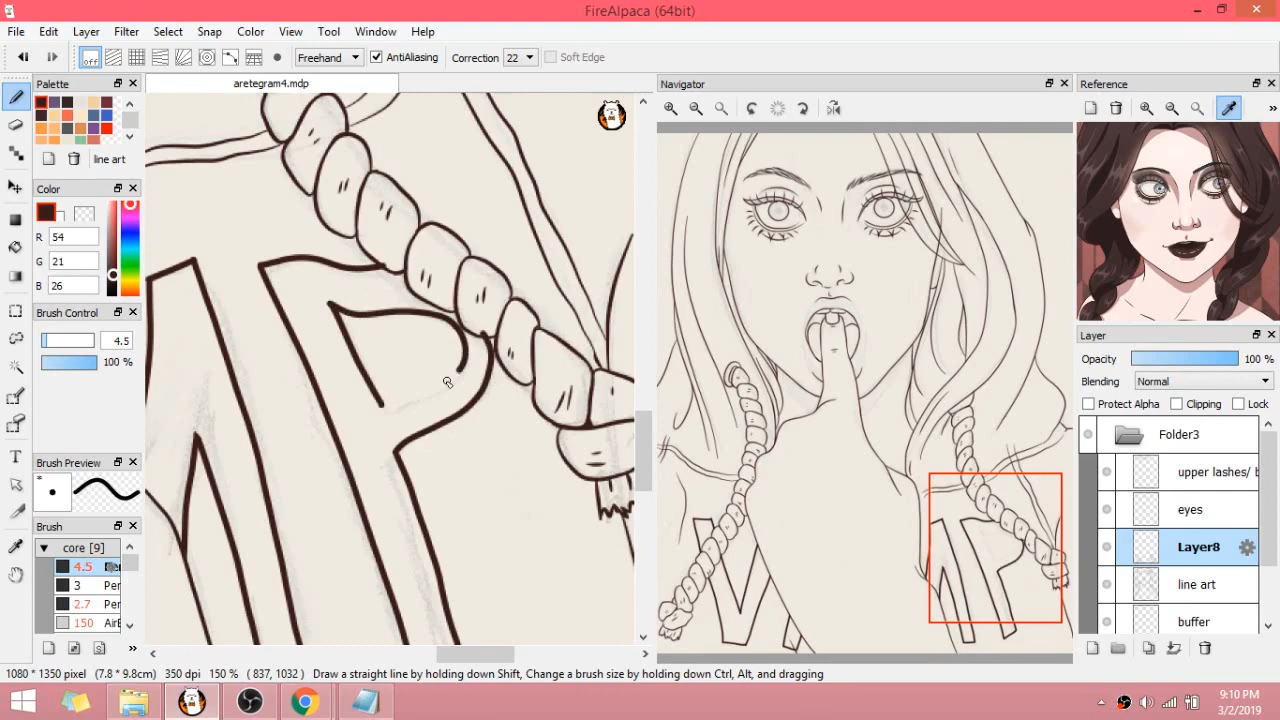 FireAlpaca (64bit)
File Edit Layer Filter Select Snap Color View Tool Window Help
off Freehand AntiAliasing Correction 22 Soft Edge
Palette
line art
Color
R 54
G 21
B 26
Brush Control
4.5
100 %
Brush Preview
*
Brush
core [9]
4.5
3 Per
2.7 Per
150 AirE
aretegram4.mdp
Navigator
Reference
Layer
Opacity 100 %
Blending Normal
Protect Alpha Clipping Lock
Folder3
upper lashes/ b
eyes
Layer8
line art
buffer
1080 * 1350 pixel (7.8 * 9.8cm) 350 dpi 150 % ( 837, 1032 ) Draw a straight line by holding down Shift, Change a brush size by holding down Ctrl, Alt, and dragging
9:10 PM
3/2/2019